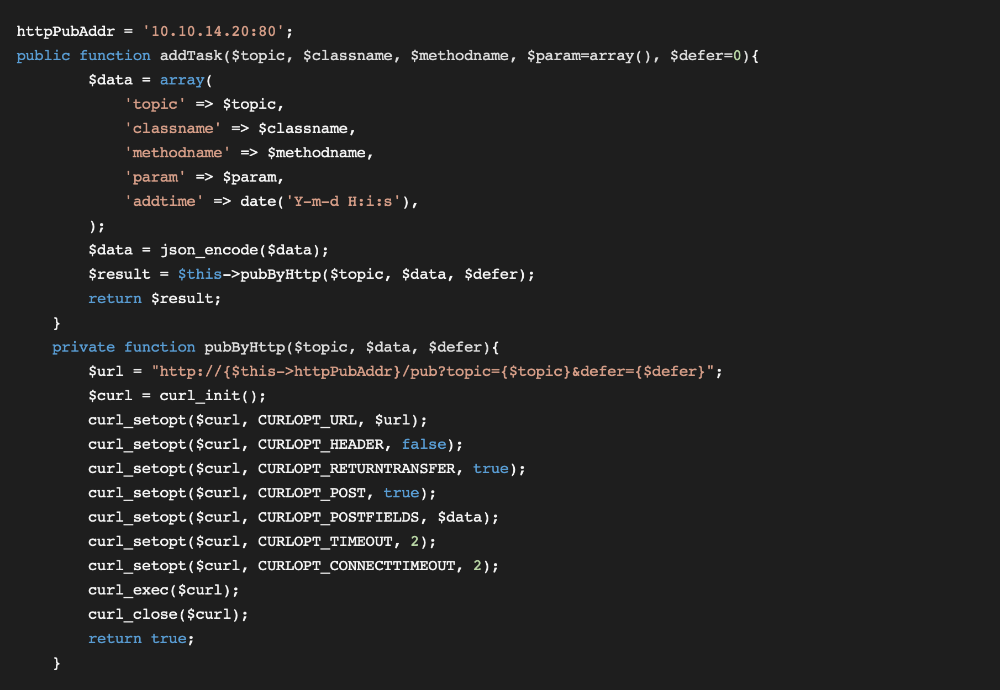 httpPubAddr = '10.10.14.20:80';
public function addTask($topic, $classname, $methodname, $param=array(), $defer=0){
        $data = array(
            'topic' => $topic,
            'classname' => $classname,
            'methodname' => $methodname,
            'param' => $param,
            'addtime' => date('Y-m-d H:i:s'),
        );
        $data = json_encode($data);
        $result = $this->pubByHttp($topic, $data, $defer);
        return $result;
    }
    private function pubByHttp($topic, $data, $defer){
        $url = "http://{$this->httpPubAddr}/pub?topic={$topic}&defer={$defer}";
        $curl = curl_init();
        curl_setopt($curl, CURLOPT_URL, $url);
        curl_setopt($curl, CURLOPT_HEADER, false);
        curl_setopt($curl, CURLOPT_RETURNTRANSFER, true);
        curl_setopt($curl, CURLOPT_POST, true);
        curl_setopt($curl, CURLOPT_POSTFIELDS, $data);
        curl_setopt($curl, CURLOPT_TIMEOUT, 2);
        curl_setopt($curl, CURLOPT_CONNECTTIMEOUT, 2);
        curl_exec($curl);
        curl_close($curl);
        return true;
    }